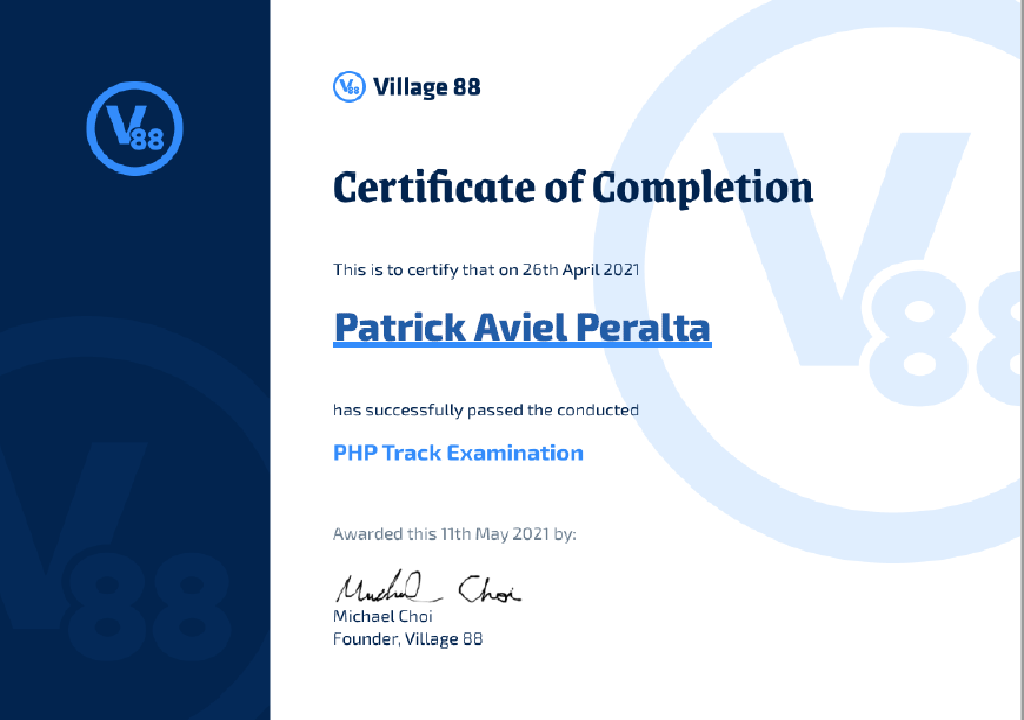 V88
V88 Village 88
Certificate of Completion
This is to certify that on 26th April 2021
Patrick Aviel Peralta
has successfully passed the conducted
PHP Track Examination
Awarded this 11th May 2021 by:
Michael Choi
Michael Choi
Founder, Village 88
V88
V88